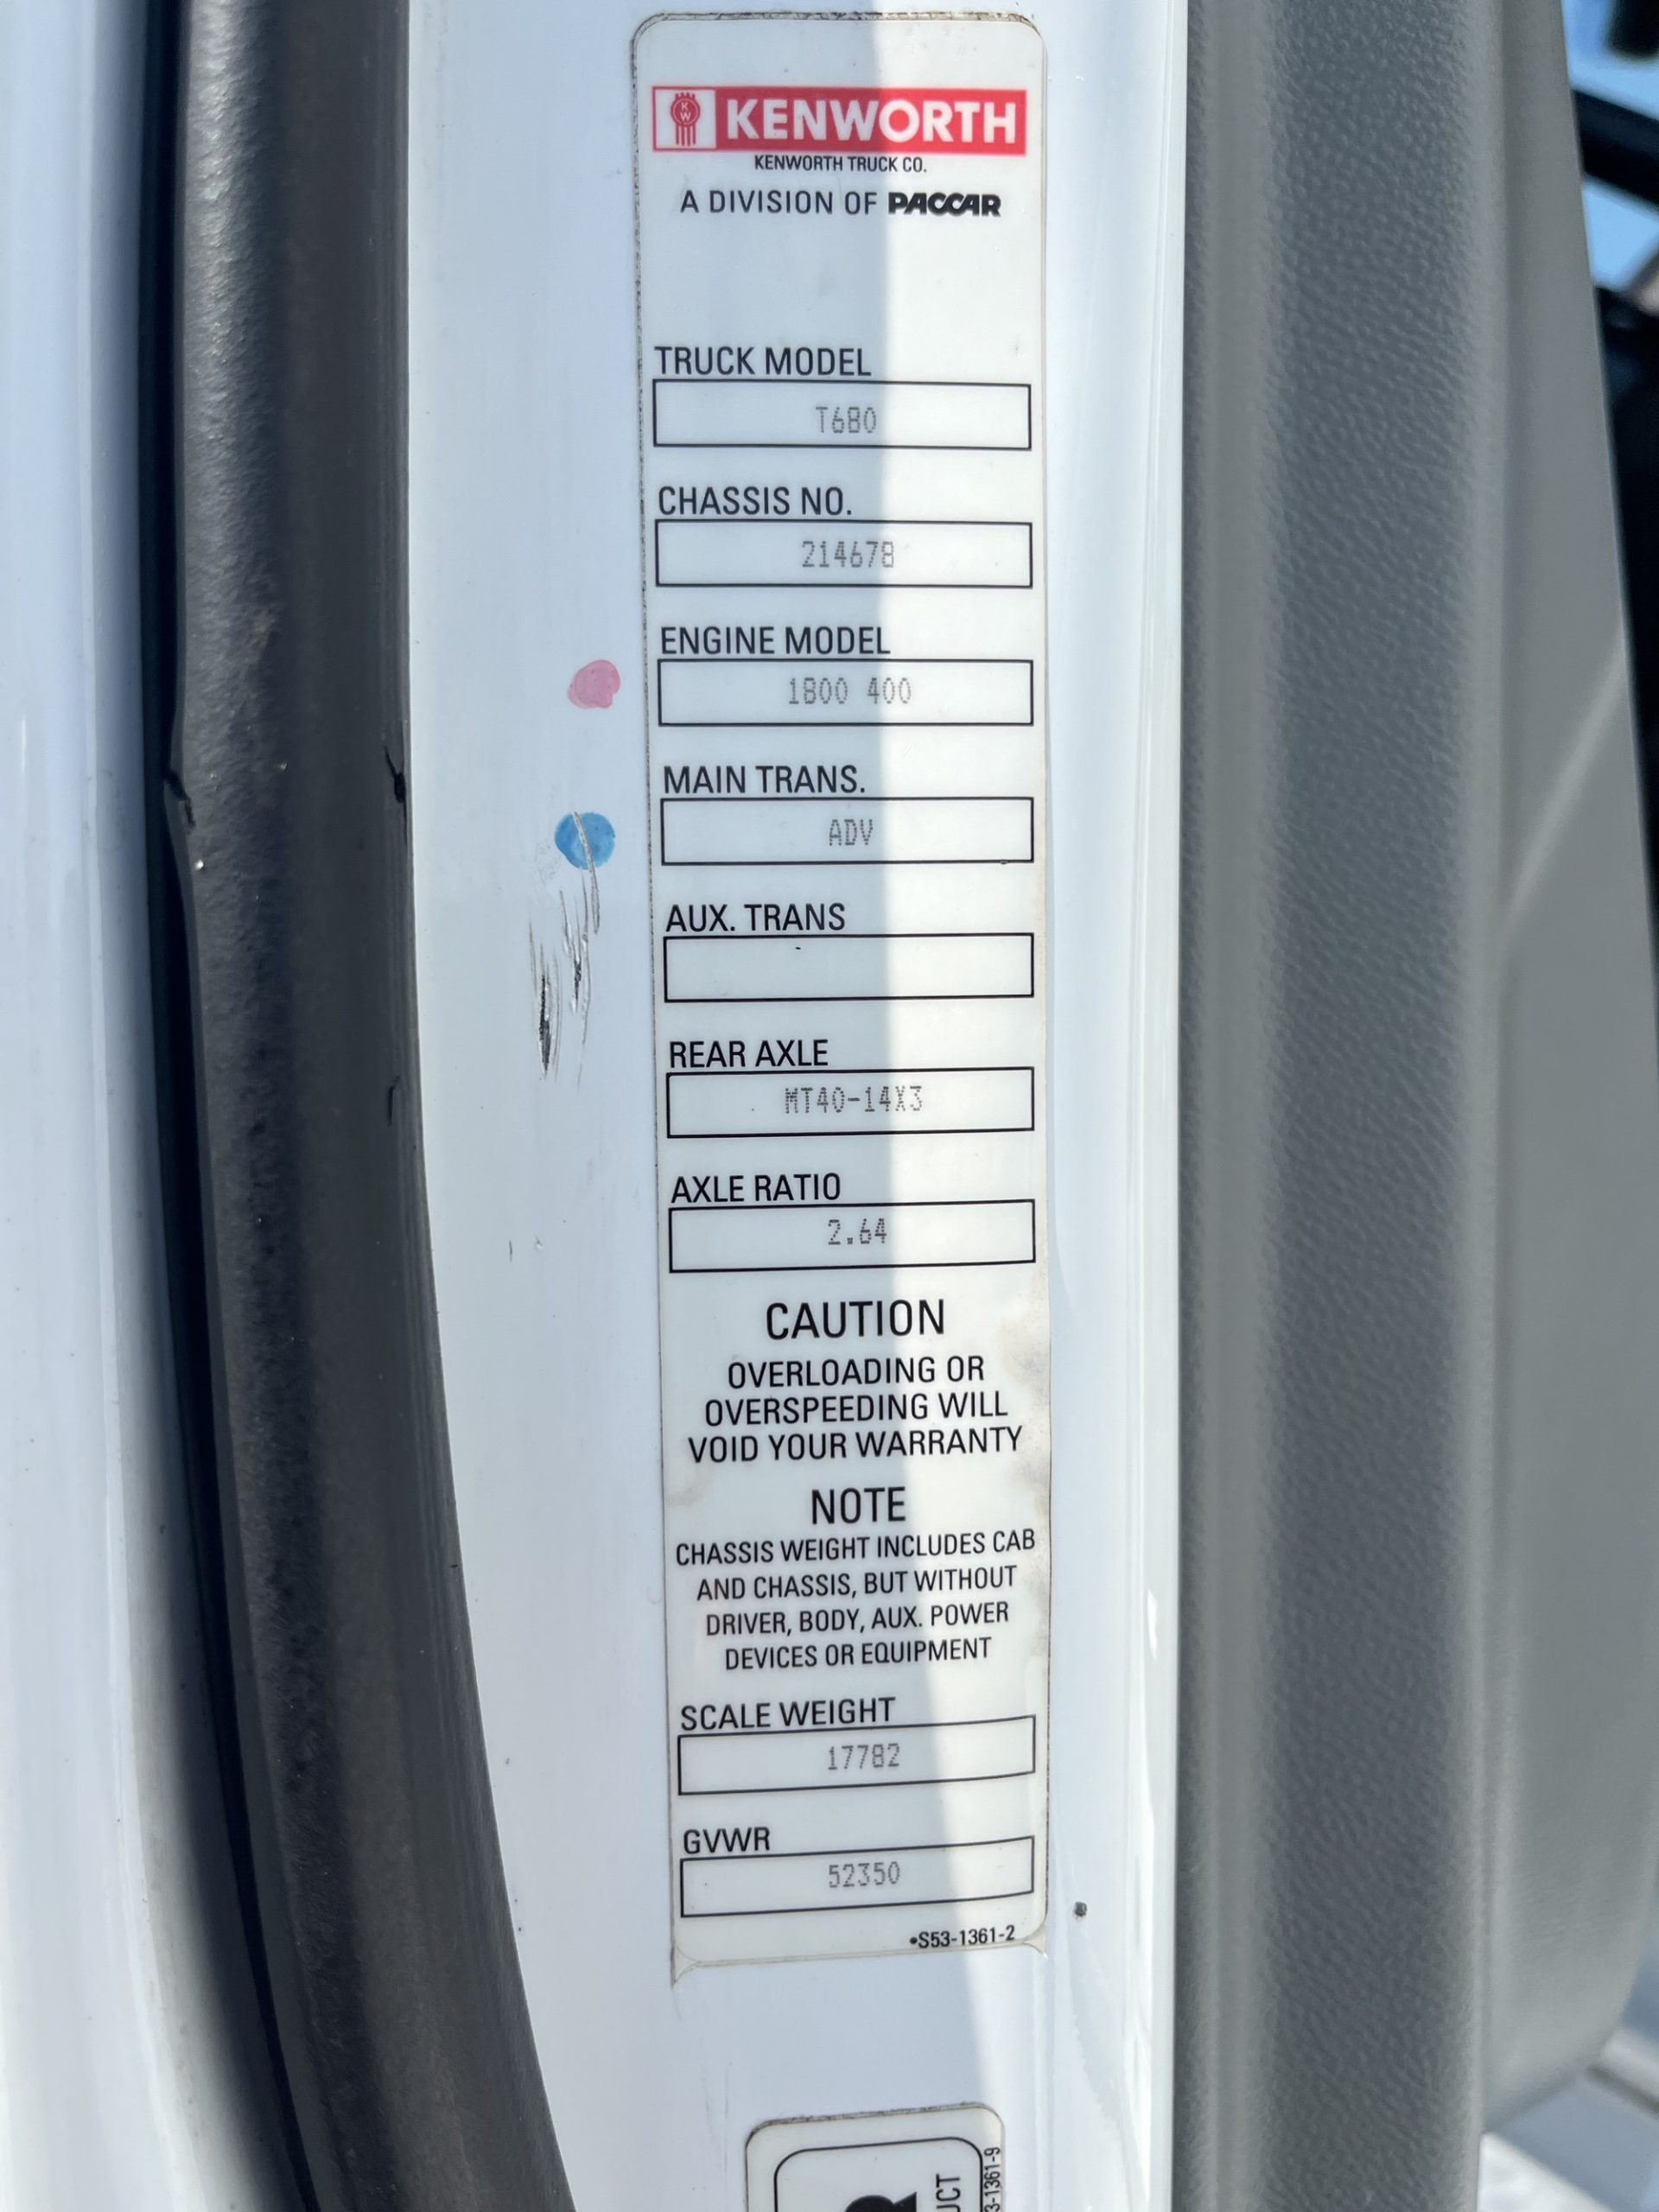 KW KENWORTH
KENWORTH TRUCK CO.
A DIVISION OF PACCAR
TRUCK MODEL
T680
CHASSIS NO.
214678
ENGINE MODEL
1800 400
MAIN TRANS.
ADV
AUX. TRANS
REAR AXLE
MT40-14X3
AXLE RATIO
2.64
CAUTION
OVERLOADING OR
OVERSPEEDING WILL
VOID YOUR WARRANTY
NOTE
CHASSIS WEIGHT INCLUDES CAB
AND CHASSIS, BUT WITHOUT
DRIVER, BODY, AUX. POWER
DEVICES OR EQUIPMENT
SCALE WEIGHT
17782
GVWR
52350
•S53-1361-2